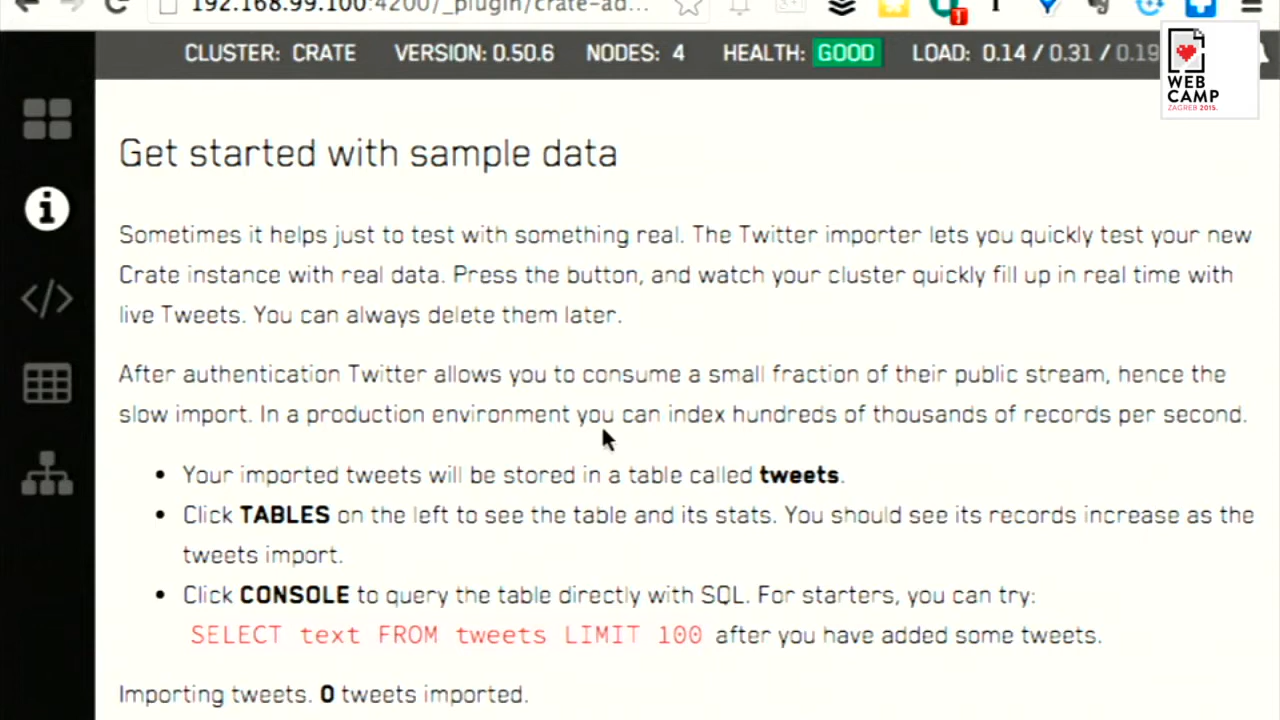 192.168.99.100:4200/_plugin/crate-ad...
CLUSTER: CRATE VERSION: 0.50.6 NODES: 4 HEALTH: GOOD LOAD: 0.14 / 0.31 / 0.19
WEB
CAMP
ZAGREB 2015.
Get started with sample data
Sometimes it helps just to test with something real. The Twitter importer lets you quickly test your new
Crate instance with real data. Press the button, and watch your cluster quickly fill up in real time with
live Tweets. You can always delete them later.
After authentication Twitter allows you to consume a small fraction of their public stream, hence the
slow import. In a production environment you can index hundreds of thousands of records per second.
• Your imported tweets will be stored in a table called tweets.
• Click TABLES on the left to see the table and its stats. You should see its records increase as the
tweets import.
• Click CONSOLE to query the table directly with SQL. For starters, you can try:
SELECT text FROM tweets LIMIT 100 after you have added some tweets.
Importing tweets. 0 tweets imported.